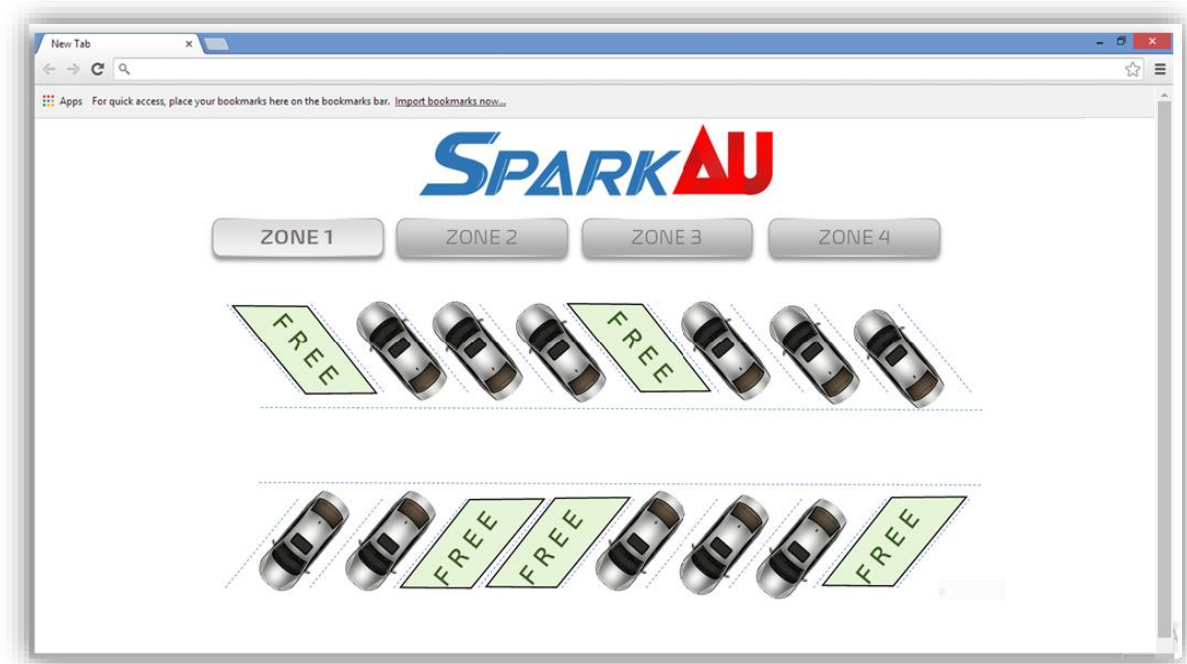 New Tab
Apps For quick access, place your bookmarks here on the bookmarks bar. Import bookmarks now...
SPARKAU
ZONE 1 ZONE 2 ZONE 3 ZONE 4
FREE FREE
FREE FREE FREE